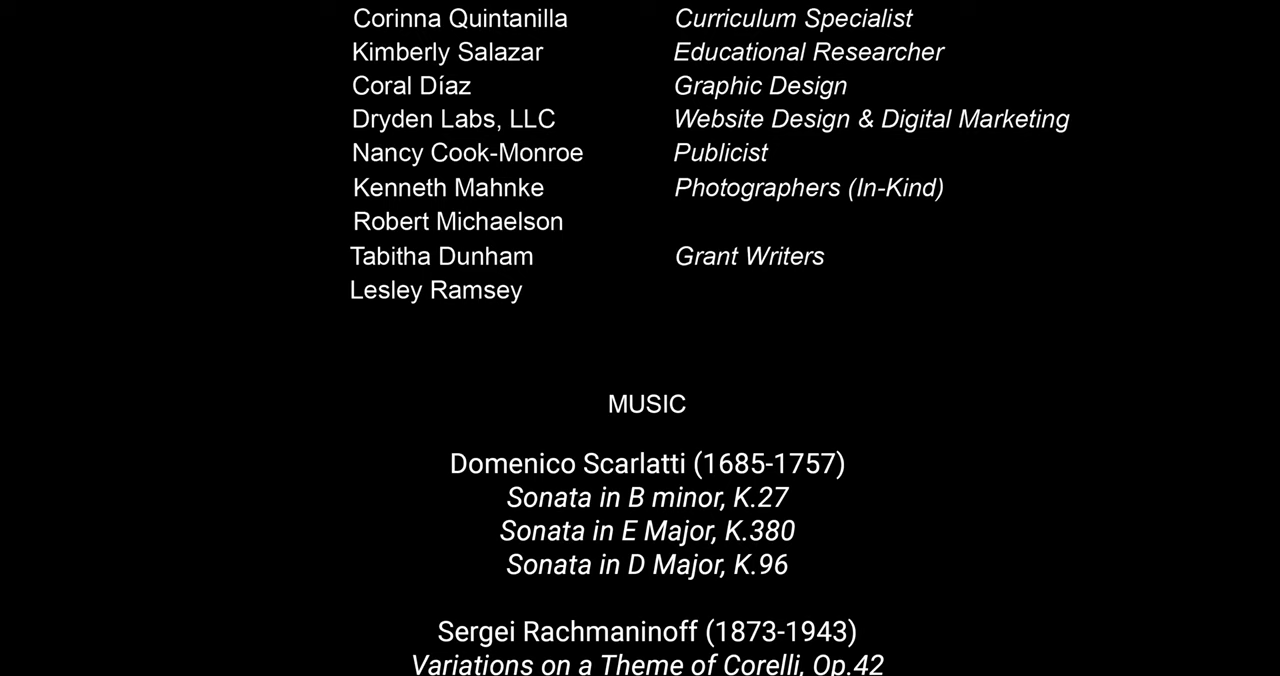 Corinna Quintanilla Curriculum Specialist
Kimberly Salazar Educational Researcher
Coral Díaz Graphic Design
Dryden Labs, LLC Website Design & Digital Marketing
Nancy Cook-Monroe Publicist
Kenneth Mahnke Photographers (In-Kind)
Robert Michaelson
Tabitha Dunham Grant Writers
Lesley Ramsey
MUSIC
Domenico Scarlatti (1685-1757)
Sonata in B minor, K.27
Sonata in E Major, K.380
Sonata in D Major, K.96
Sergei Rachmaninoff (1873-1943)
Variations on a Theme of Corelli, Op.42